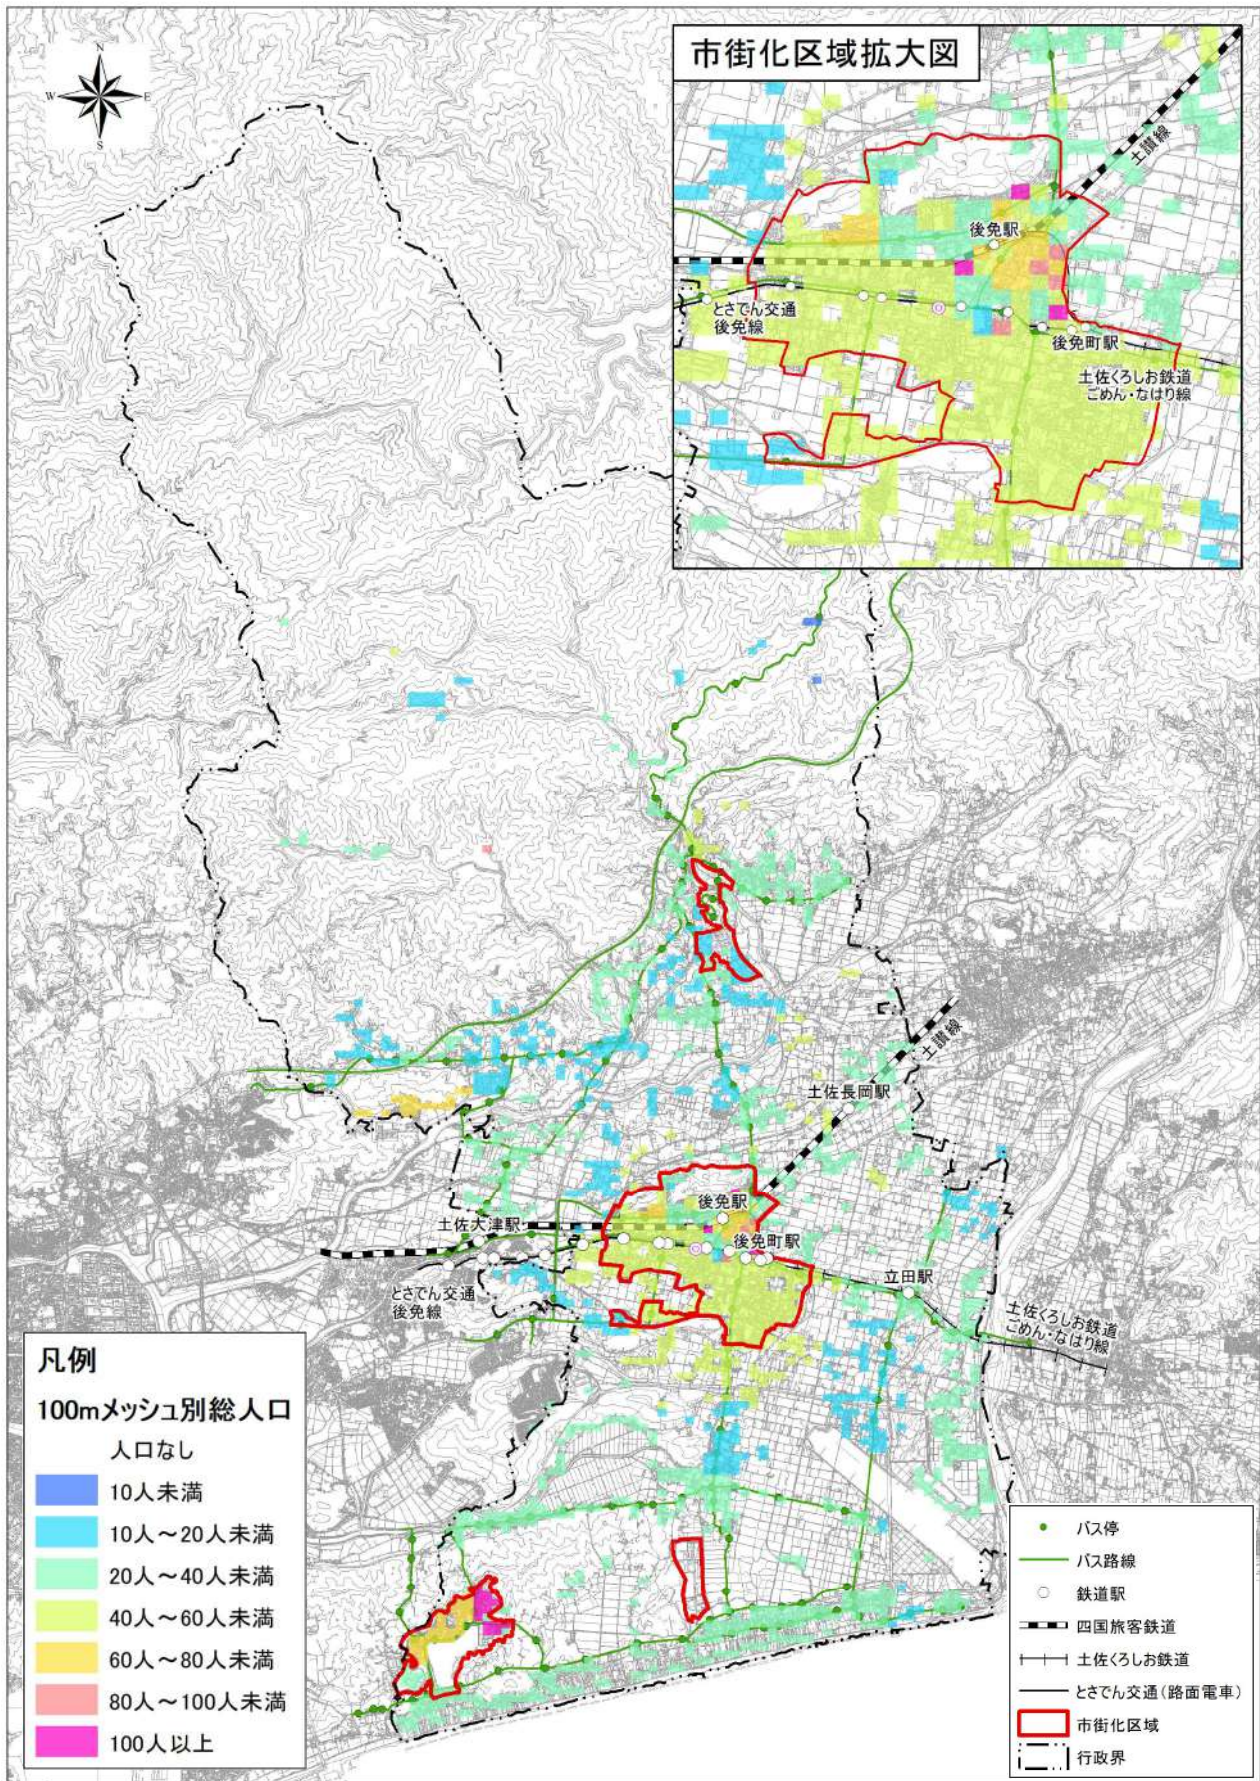 N
W
E
S
市街化区域拡大図
土讃線
後免駅
とさでん交通
後免線
後免町駅
土佐くろしお鉄道
ごめん・なはり線
土讃線
土佐長岡駅
後免駅
土佐大津駅
後免町駅
立田駅
とさでん交通
後免線
土佐くろしお鉄道
ごめん・なはり線
凡例
100mメッシュ別総人口
人口なし
10人未満
10人～20人未満
20人～40人未満
40人～60人未満
60人～80人未満
80人～100人未満
100人以上
バス停
バス路線
鉄道駅
四国旅客鉄道
土佐くろしお鉄道
とさでん交通(路面電車)
市街化区域
行政界